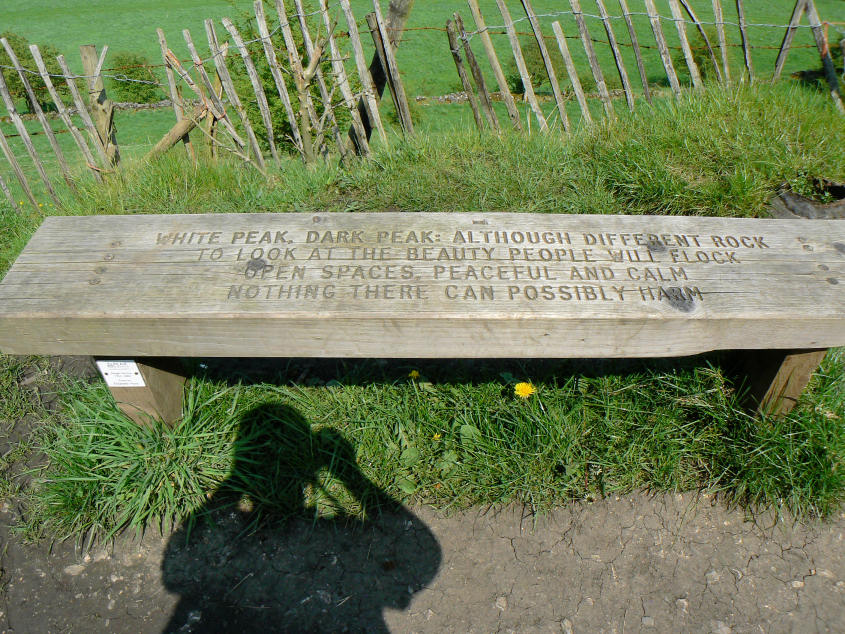 WHITE PEAK, DARK PEAK: ALTHOUGH DIFFERENT ROCK
TO LOOK AT THE BEAUTY PEOPLE WILL FLOCK
OPEN SPACES, PEACEFUL AND CALM
NOTHING THERE CAN POSSIBLY HARM